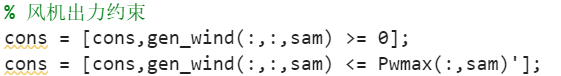 % 风机出力约束
cons = [cons,gen_wind(:,:,sam) >= 0];
cons = [cons,gen_wind(:,:,sam) <= Pwmax(:,sam)'];